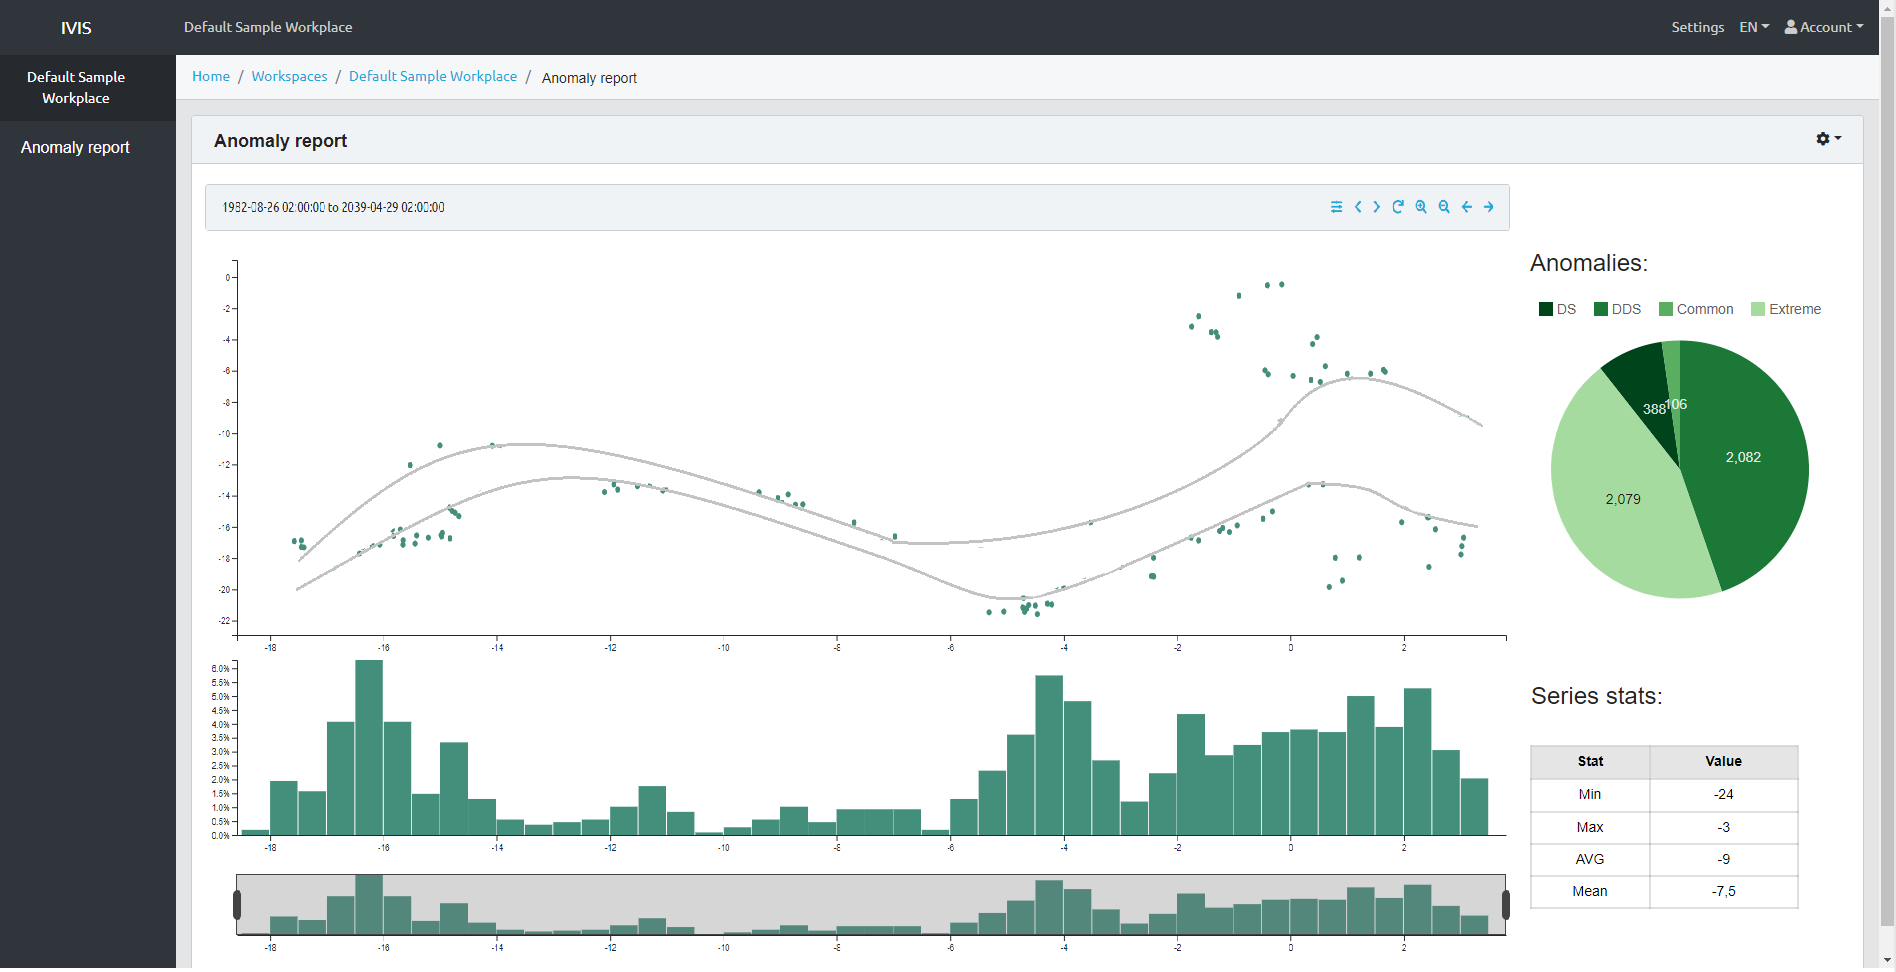 IVIS
Default Sample Workplace
Settings EN Account
Default Sample
Workplace
Anomaly report
Home / Workspaces / Default Sample Workplace / Anomaly report
Anomaly report
1982-08-26 02:00:00 to 2039-04-29 02:00:00
0
-2
-4
-6
-8
-10
-12
-14
-16
-18
-20
-22
-18 -16 -14 -12 -10 -8 -6 -4 -2 0 2
6.0%
5.5%
5.0%
4.5%
4.0%
3.5%
3.0%
2.5%
2.0%
1.5%
1.0%
0.5%
0.0%
-18 -16 -14 -12 -10 -8 -6 -4 -2 0 2
-18 -16 -14 -12 -10 -8 -6 -4 -2 0 2
Anomalies:
DS DDS Common Extreme
388 106
2,082
2,079
Series stats:
Stat Value
Min -24
Max -3
AVG -9
Mean -7,5